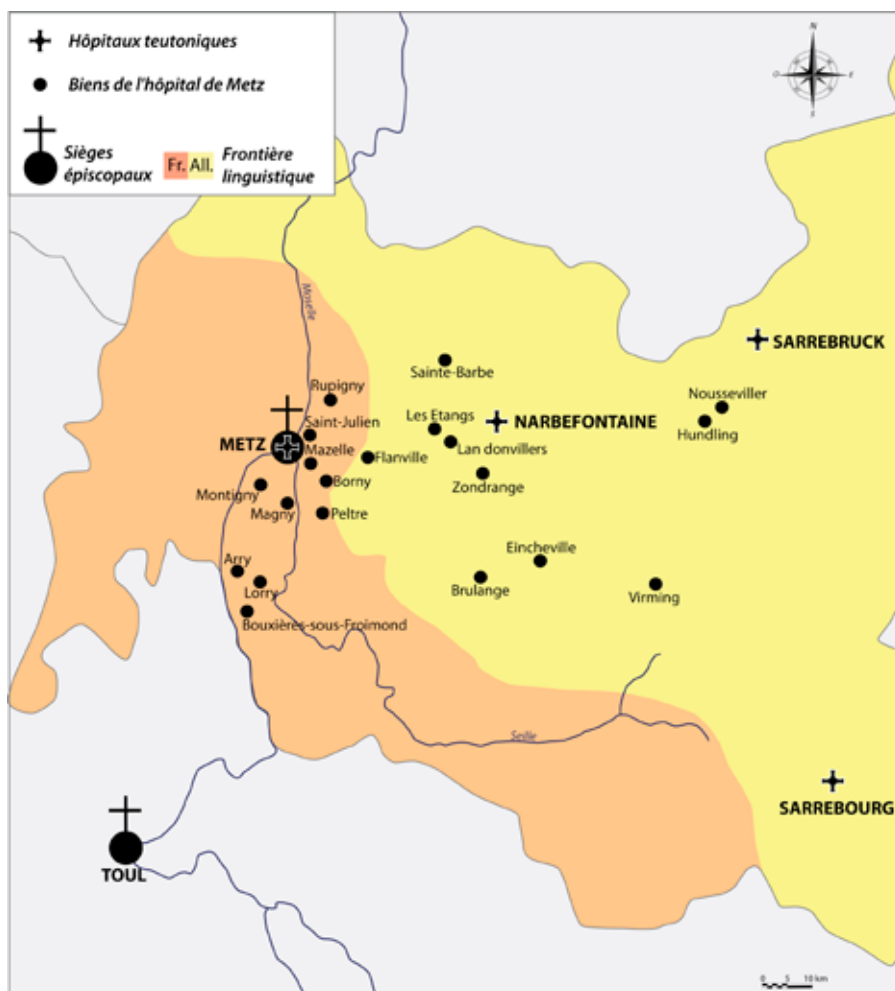 Hôpitaux teutoniques
Biens de l'hôpital de Metz
Sièges
épiscopaux
Fr. All.
Frontière
linguistique
N
O
E
S
Moselle
SARREBRUCK
Sainte-Barbe
Rupigny
Nousseviller
Les Etangs
NARBEFONTAINE
Saint-Julien
Hundling
METZ
Mazelle
Lan donvillers
Flanville
Borny
Zondrange
Montigny
Magny
Peltre
Eincheville
Arry
Lorry
Brulange
Virming
Bouxières-sous-Froimond
Seille
SARREBOURG
TOUL
0 5 10 km